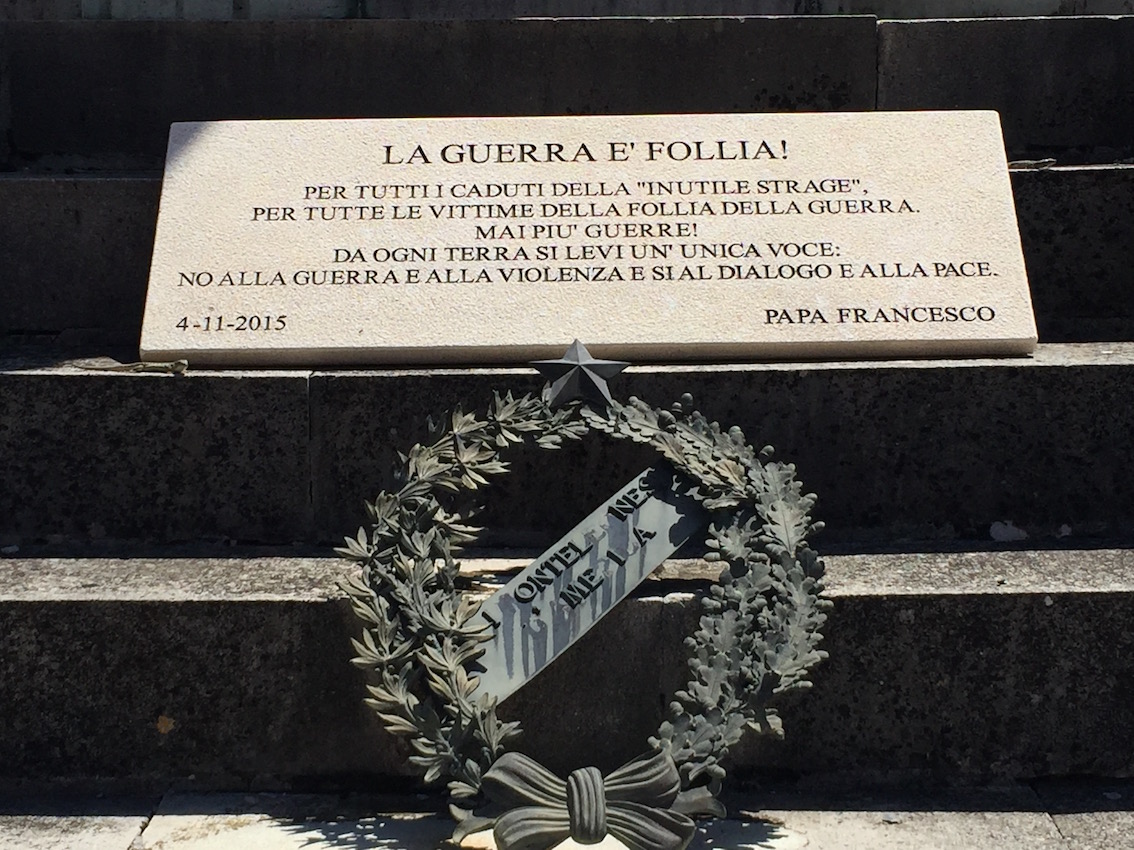 LA GUERRA E' FOLLIA!
PER TUTTI I CADUTI DELLA "INUTILE STRAGE",
PER TUTTE LE VITTIME DELLA FOLLIA DELLA GUERRA.
MAI PIU' GUERRE!
DA OGNI TERRA SI LEVI UN' UNICA VOCE:
NO ALLA GUERRA E ALLA VIOLENZA E SI AL DIALOGO E ALLA PACE.
4-11-2015 PAPA FRANCESCO